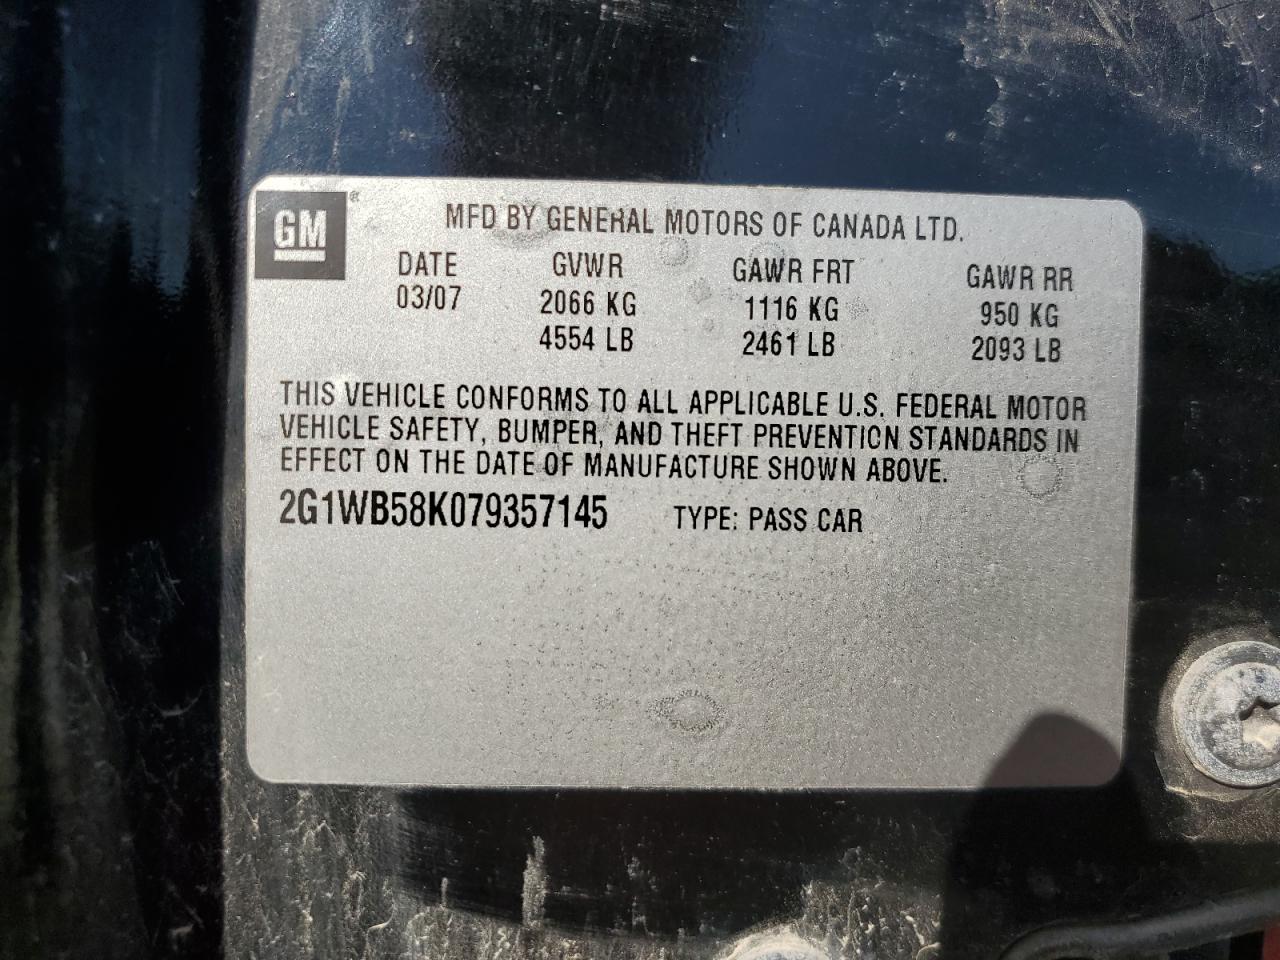 GM ®
MFD BY GENERAL MOTORS OF CANADA LTD.
DATE GVWR GAWR FRT GAWR RR
03/07 2066 KG 1116 KG 950 KG
4554 LB 2461 LB 2093 LB
THIS VEHICLE CONFORMS TO ALL APPLICABLE U.S. FEDERAL MOTOR
VEHICLE SAFETY, BUMPER, AND THEFT PREVENTION STANDARDS IN
EFFECT ON THE DATE OF MANUFACTURE SHOWN ABOVE.
2G1WB58K079357145 TYPE: PASS CAR